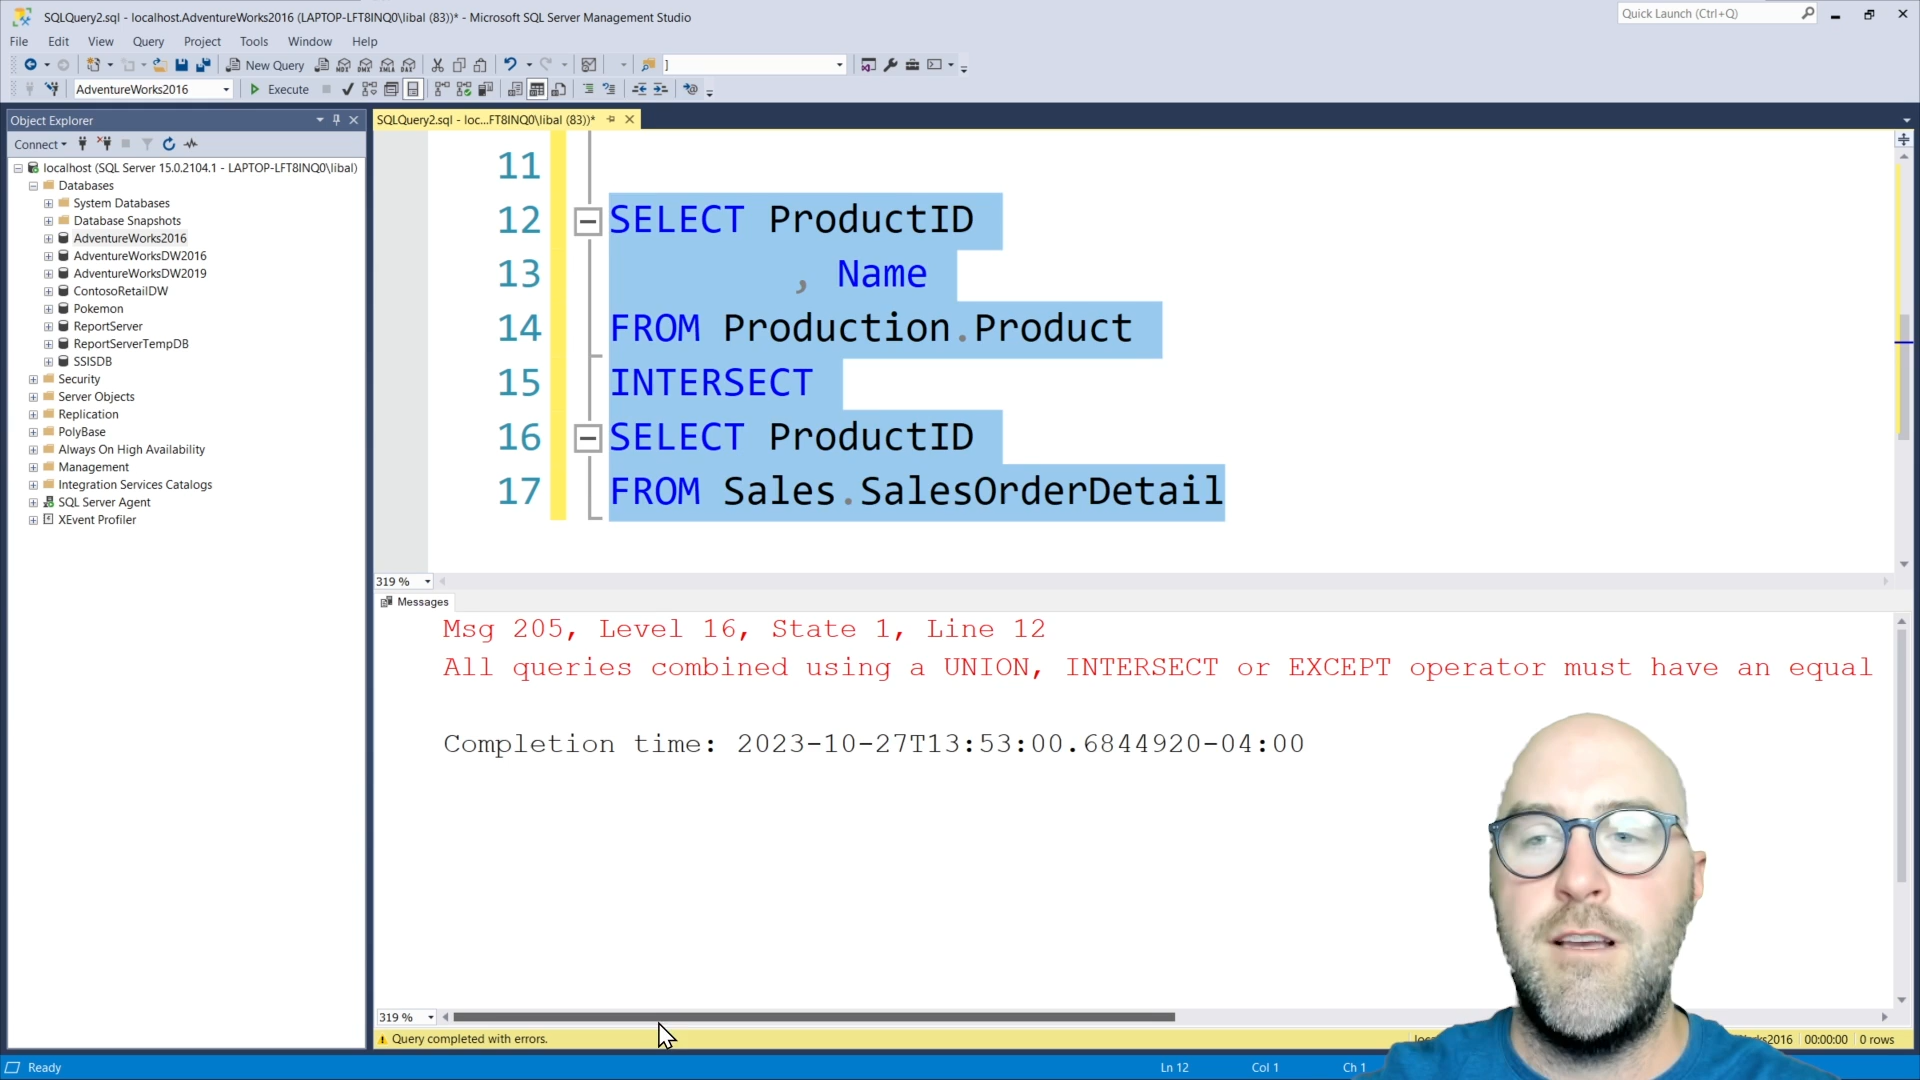 SQLQuery2.sql - localhost.AdventureWorks2016 (LAPTOP-LFT8INQ0\libal (83))* - Microsoft SQL Server Management Studio
Quick Launch (Ctrl+Q)
File Edit View Query Project Tools Window Help
New Query
]
AdventureWorks2016
Execute
Object Explorer
Connect
localhost (SQL Server 15.0.2104.1 - LAPTOP-LFT8INQ0\libal)
Databases
System Databases
Database Snapshots
AdventureWorks2016
AdventureWorksDW2016
AdventureWorksDW2019
ContosoRetailDW
Pokemon
ReportServer
ReportServerTempDB
SSISDB
Security
Server Objects
Replication
PolyBase
Always On High Availability
Management
Integration Services Catalogs
SQL Server Agent
XEvent Profiler
SQLQuery2.sql - loc...FT8INQ0\libal (83))*
11
12 SELECT ProductID
13 , Name
14 FROM Production.Product
15 INTERSECT
16 SELECT ProductID
17 FROM Sales.SalesOrderDetail
319 %
Messages
Msg 205, Level 16, State 1, Line 12
All queries combined using a UNION, INTERSECT or EXCEPT operator must have an equal
Completion time: 2023-10-27T13:53:00.6844920-04:00
319 %
Query completed with errors.
00:00:00 0 rows
Ready
Ln 12 Col 1 Ch 1